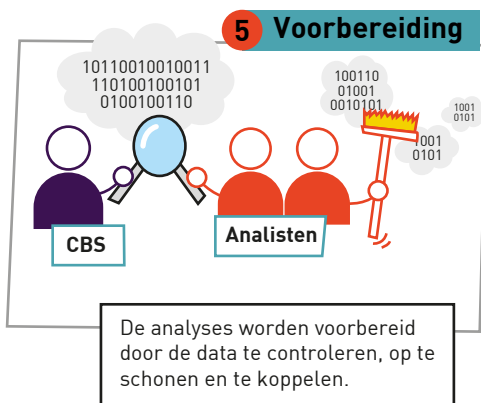 5 Voorbereiding
10110010010011
110100100101
0100100110
100110
01001
0010101
1001
0101
1001
0101
CBS
Analisten
De analyses worden voorbereid
door de data te controleren, op te
schonen en te koppelen.